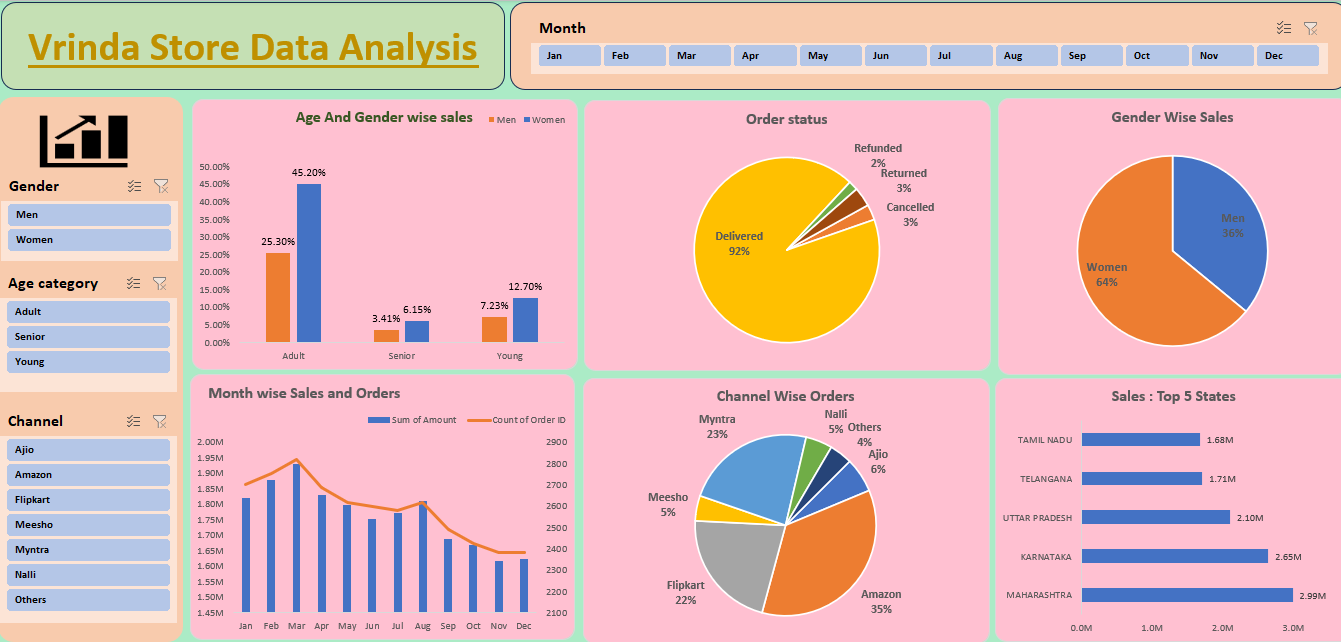 Vrinda Store Data Analysis
Month
Jan Feb Mar Apr May Jun Jul Aug Sep Oct Nov Dec
Gender
Men
Women
Age category
Adult
Senior
Young
Channel
Ajio
Amazon
Flipkart
Meesho
Myntra
Nalli
Others
Age And Gender wise sales
Men Women
50.00%
45.00%
40.00%
35.00%
30.00%
25.00%
20.00%
15.00%
10.00%
5.00%
0.00%
25.30%
45.20%
3.41%
6.15%
7.23%
12.70%
Adult Senior Young
Order status
Refunded
2%
Returned
3%
Cancelled
3%
Delivered
92%
Gender Wise Sales
Men
36%
Women
64%
Month wise Sales and Orders
Sum of Amount Count of Order ID
2.00M
1.95M
1.90M
1.85M
1.80M
1.75M
1.70M
1.65M
1.60M
1.55M
1.50M
1.45M
2900
2800
2700
2600
2500
2400
2300
2200
2100
Jan Feb Mar Apr May Jun Jul Aug Sep Oct Nov Dec
Channel Wise Orders
Myntra
23%
Nalli
5%
Others
4%
Ajio
6%
Meesho
5%
Flipkart
22%
Amazon
35%
Sales : Top 5 States
TAMIL NADU 1.68M
TELANGANA 1.71M
UTTAR PRADESH 2.10M
KARNATAKA 2.65M
MAHARASHTRA 2.99M
0.0M 1.0M 2.0M 3.0M